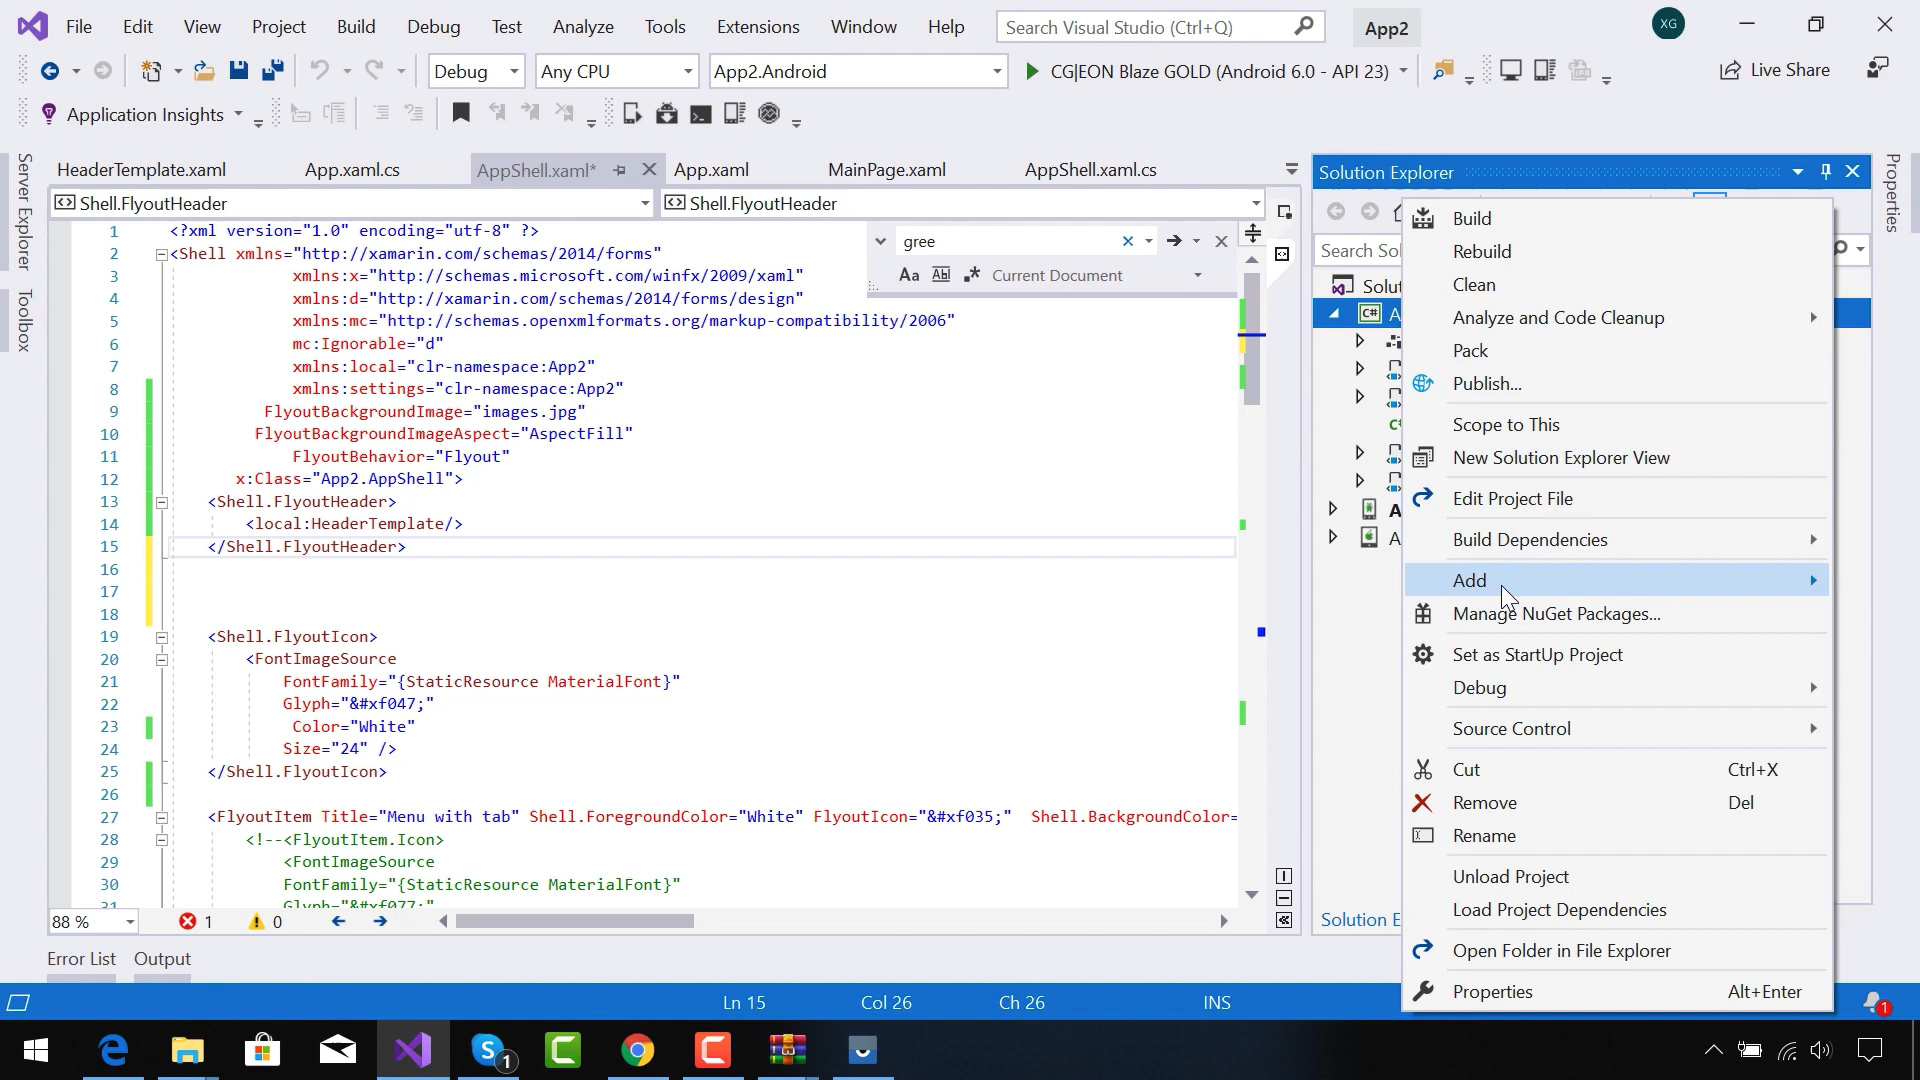 File Edit View Project Build Debug Test Analyze Tools Extensions Window Help Search Visual Studio (Ctrl+Q) App2 XG
Debug Any CPU App2.Android CG|EON Blaze GOLD (Android 6.0 - API 23) Live Share
Application Insights
Server Explorer
Toolbox
HeaderTemplate.xaml App.xaml.cs AppShell.xaml* App.xaml MainPage.xaml AppShell.xaml.cs
Shell.FlyoutHeader Shell.FlyoutHeader
gree
Aa Abl Current Document
1 <?xml version="1.0" encoding="utf-8" ?>
2 <Shell xmlns="http://xamarin.com/schemas/2014/forms"
3 xmlns:x="http://schemas.microsoft.com/winfx/2009/xaml"
4 xmlns:d="http://xamarin.com/schemas/2014/forms/design"
5 xmlns:mc="http://schemas.openxmlformats.org/markup-compatibility/2006"
6 mc:Ignorable="d"
7 xmlns:local="clr-namespace:App2"
8 xmlns:settings="clr-namespace:App2"
9 FlyoutBackgroundImage="images.jpg"
10 FlyoutBackgroundImageAspect="AspectFill"
11 FlyoutBehavior="Flyout"
12 x:Class="App2.AppShell">
13 <Shell.FlyoutHeader>
14 <local:HeaderTemplate/>
15 </Shell.FlyoutHeader>
16
17
18
19 <Shell.FlyoutIcon>
20 <FontImageSource
21 FontFamily="{StaticResource MaterialFont}"
22 Glyph="&#xf047;"
23 Color="White"
24 Size="24" />
25 </Shell.FlyoutIcon>
26
27 <FlyoutItem Title="Menu with tab" Shell.ForegroundColor="White" FlyoutIcon="&#xf035;" Shell.BackgroundColor=
28 <!--<FlyoutItem.Icon>
29 <FontImageSource
30 FontFamily="{StaticResource MaterialFont}"
31 Glyph="&#xf077;"
88 % 1 0
Error List Output
Ln 15 Col 26 Ch 26 INS
Solution Explorer
Properties
Search Sol
Solut
C# A
C#
A
A
Solution E
Build
Rebuild
Clean
Analyze and Code Cleanup
Pack
Publish...
Scope to This
New Solution Explorer View
Edit Project File
Build Dependencies
Add
Manage NuGet Packages...
Set as StartUp Project
Debug
Source Control
Cut Ctrl+X
Remove Del
Rename
Unload Project
Load Project Dependencies
Open Folder in File Explorer
Properties Alt+Enter
1
1